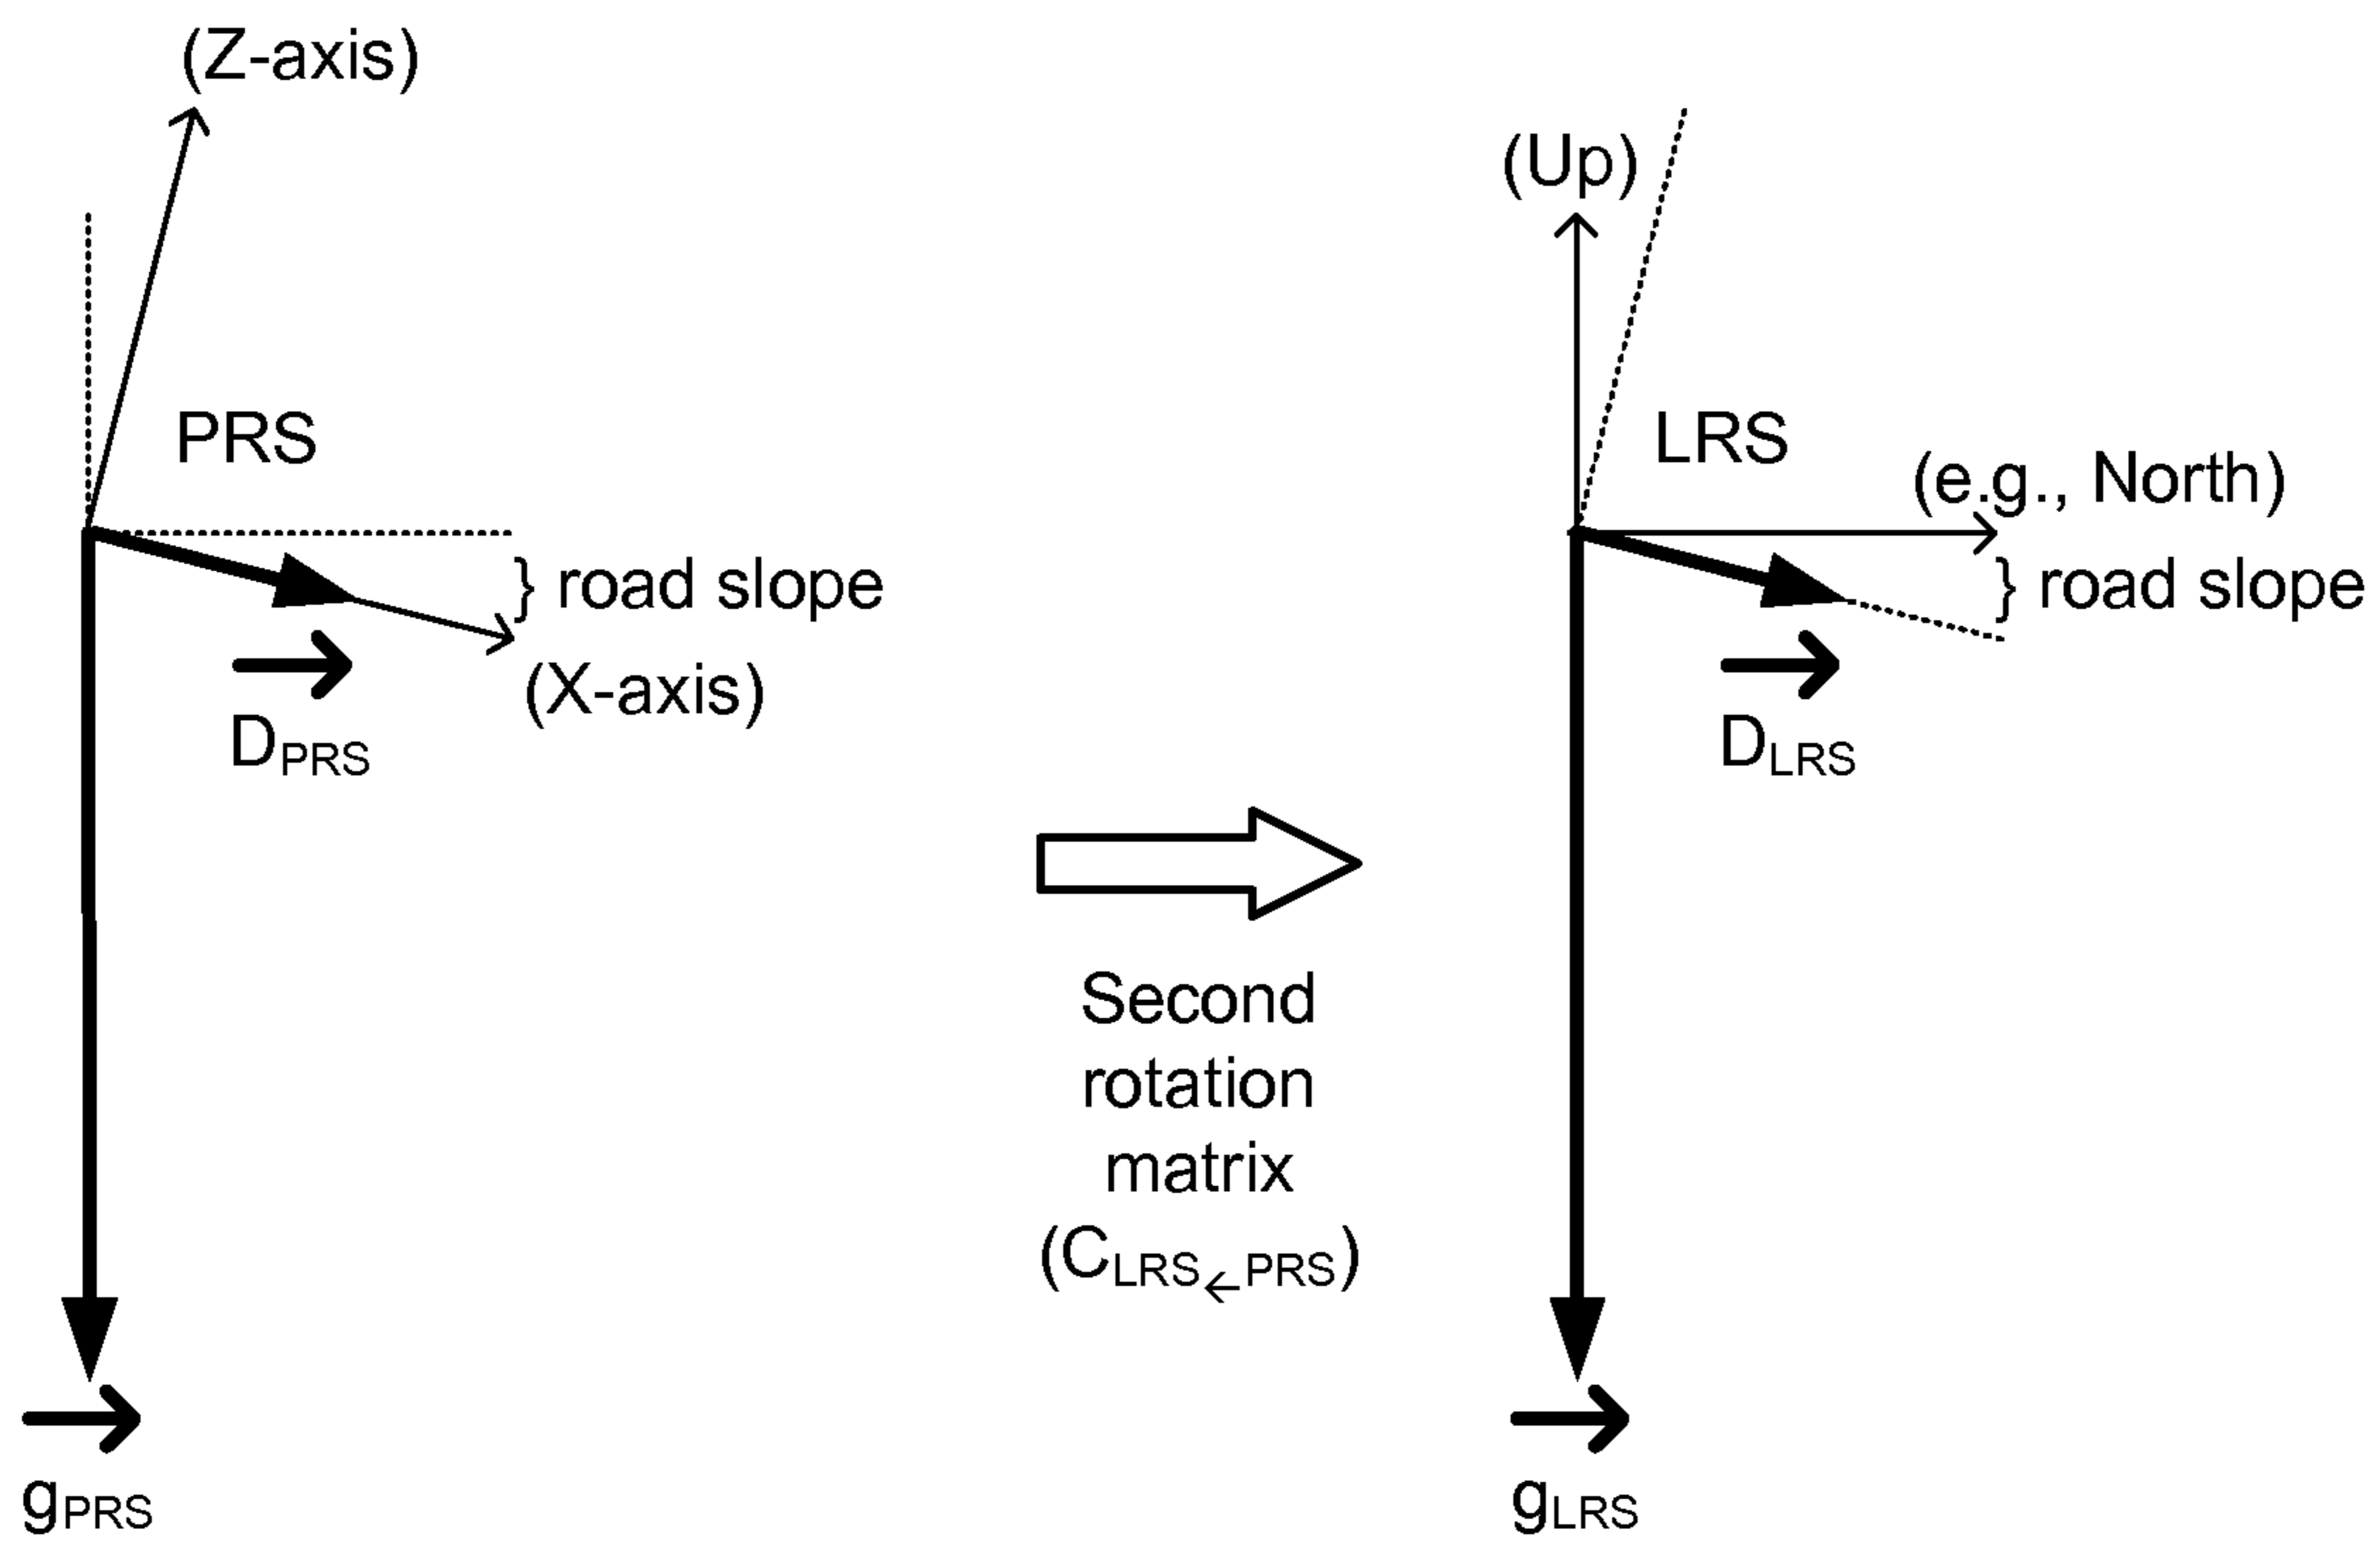 (Z-axis)
PRS
} road slope
(X-axis)
DPRS
gPRS
Second
rotation
matrix
(CLRS←PRS)
(Up)
LRS
(e.g., North)
} road slope
DLRS
gLRS